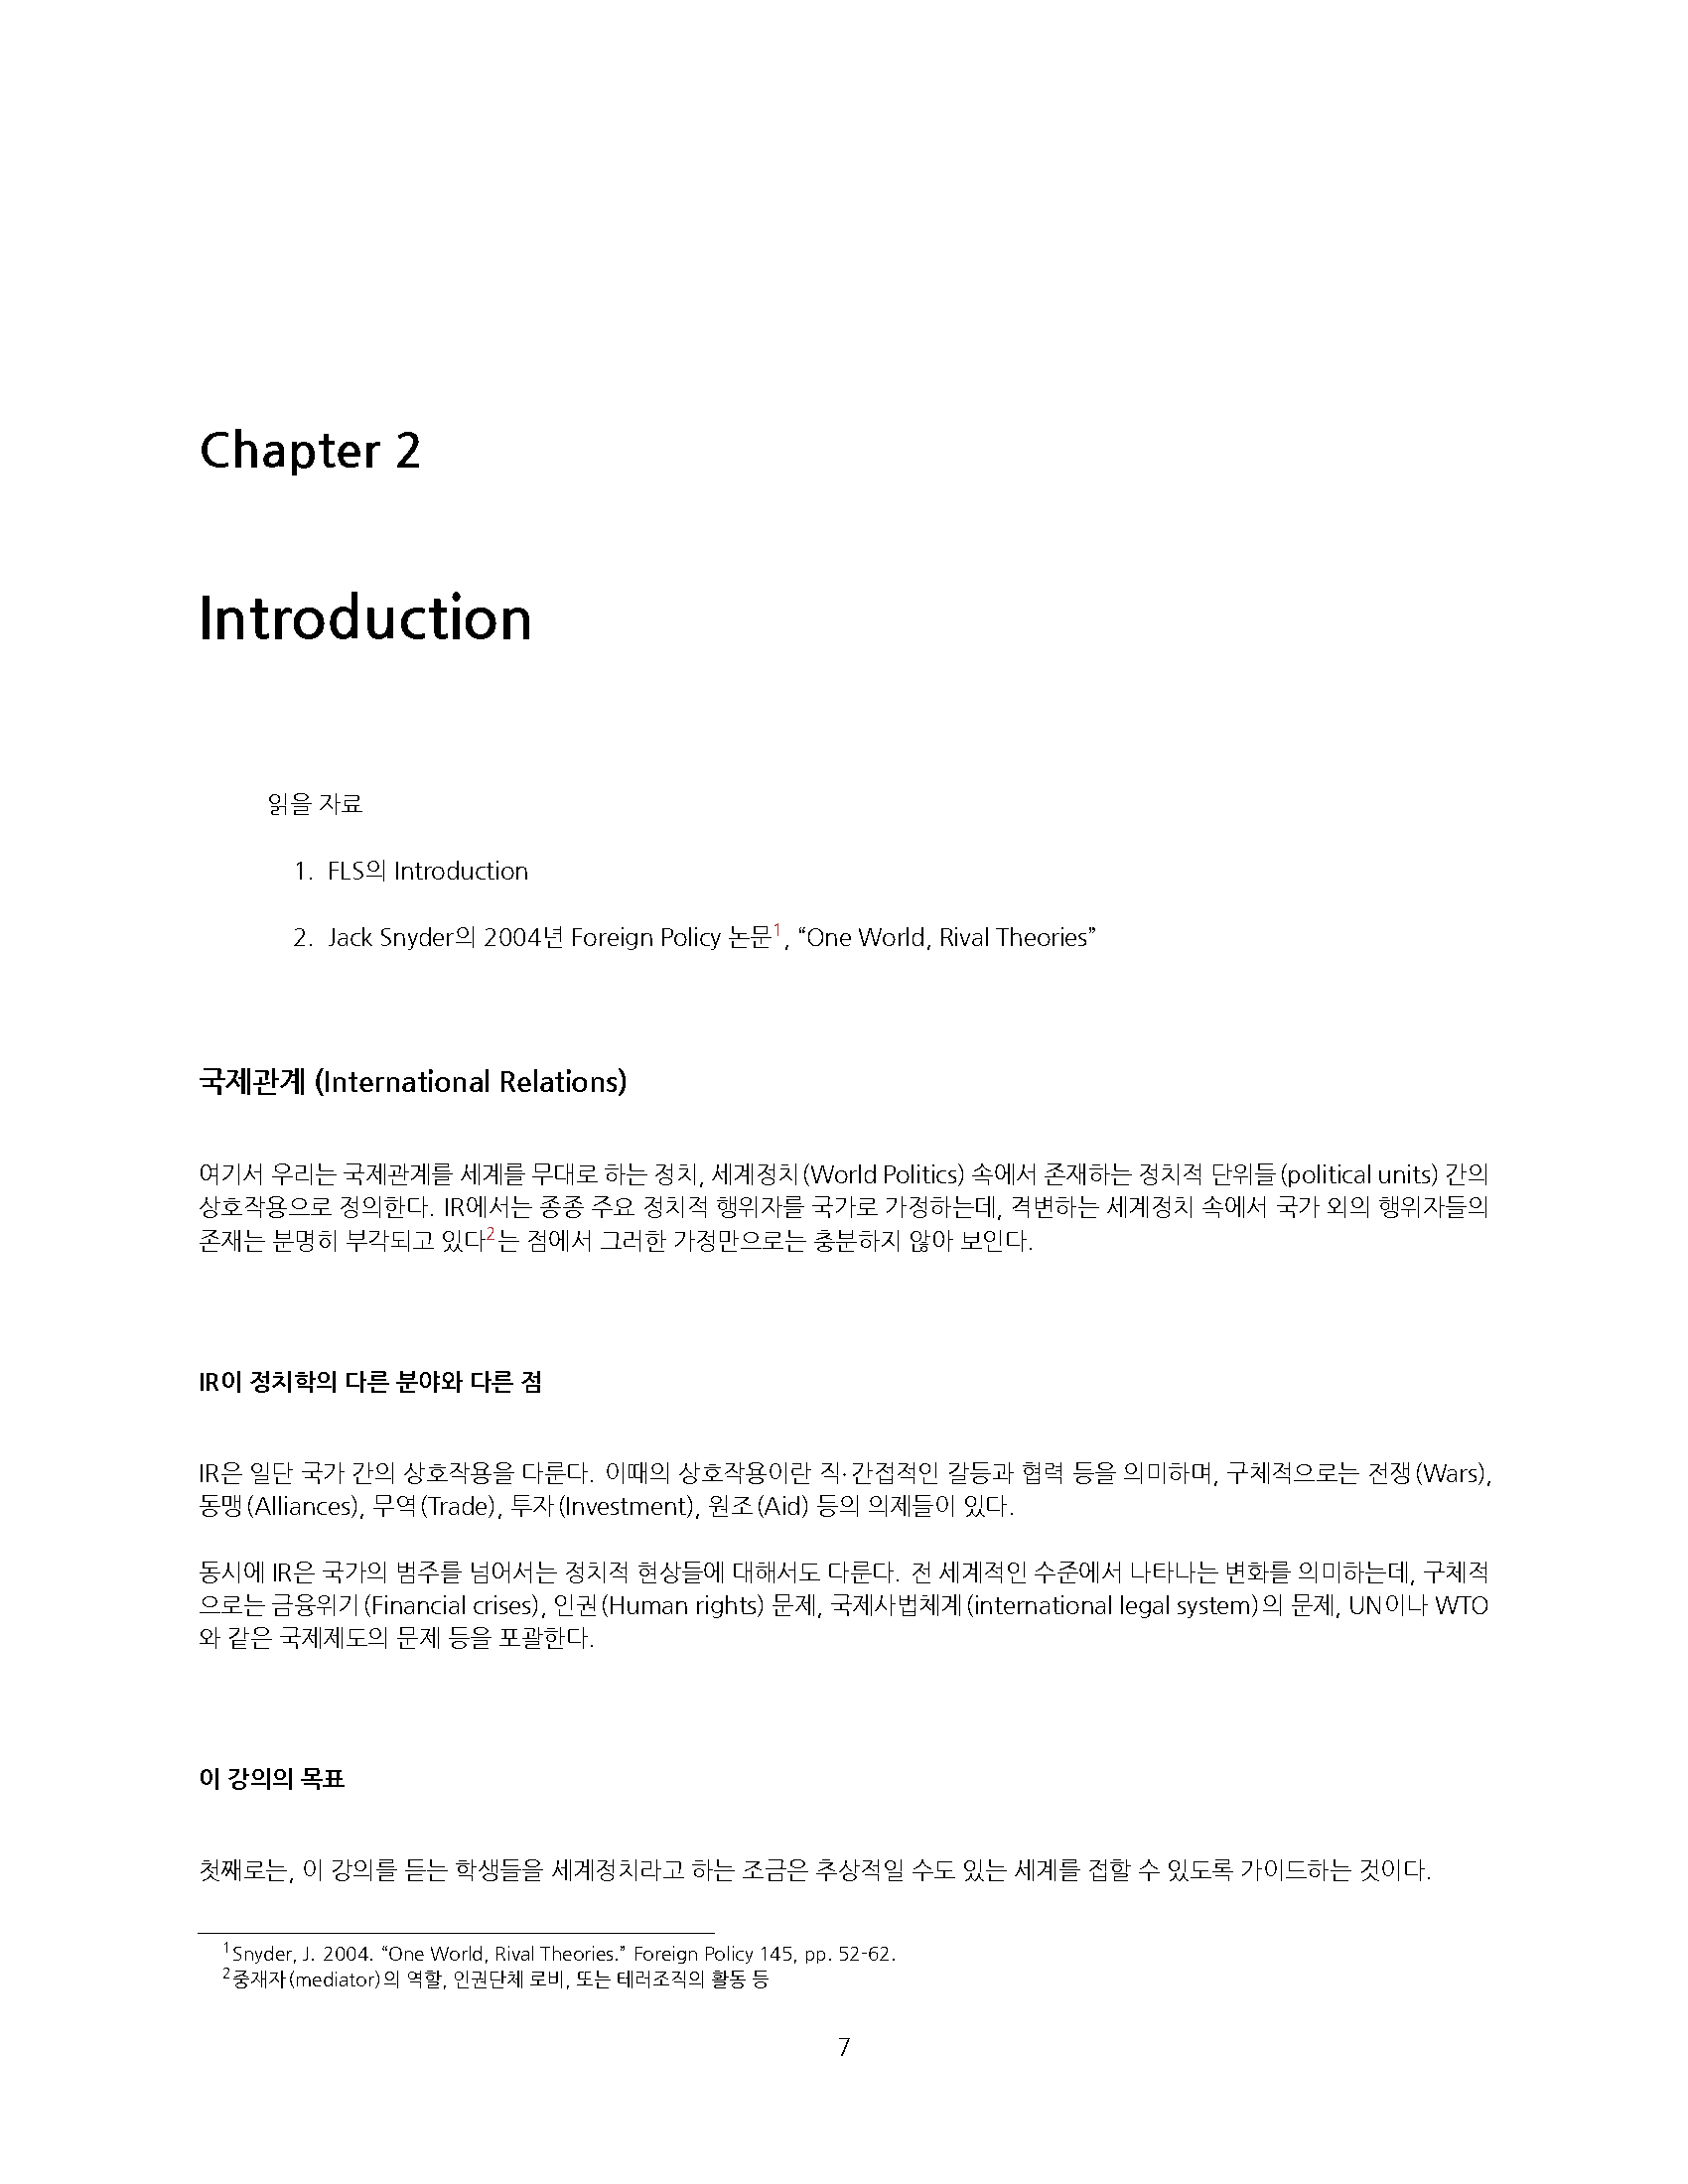 Chapter 2
Introduction
읽을 자료
1. FLS의 Introduction
2. Jack Snyder의 2004년 Foreign Policy 논문1, “One World, Rival Theories”
국제관계 (International Relations)
여기서 우리는 국제관계를 세계를 무대로 하는 정치, 세계정치(World Politics) 속에서 존재하는 정치적 단위들(political units) 간의
상호작용으로 정의한다. IR에서는 종종 주요 정치적 행위자를 국가로 가정하는데, 격변하는 세계정치 속에서 국가 외의 행위자들의
존재는 분명히 부각되고 있다2는 점에서 그러한 가정만으로는 충분하지 않아 보인다.
IR이 정치학의 다른 분야와 다른 점
IR은 일단 국가 간의 상호작용을 다룬다. 이때의 상호작용이란 직·간접적인 갈등과 협력 등을 의미하며, 구체적으로는 전쟁(Wars),
동맹(Alliances), 무역(Trade), 투자(Investment), 원조(Aid) 등의 의제들이 있다.
동시에 IR은 국가의 범주를 넘어서는 정치적 현상들에 대해서도 다룬다. 전 세계적인 수준에서 나타나는 변화를 의미하는데, 구체적
으로는 금융위기(Financial crises), 인권(Human rights) 문제, 국제사법체계(international legal system)의 문제, UN이나 WTO
와 같은 국제제도의 문제 등을 포괄한다.
이 강의의 목표
첫째로는, 이 강의를 듣는 학생들을 세계정치라고 하는 조금은 추상적일 수도 있는 세계를 접할 수 있도록 가이드하는 것이다.
1Snyder, J. 2004. “One World, Rival Theories.” Foreign Policy 145, pp. 52-62.
2중재자(mediator)의 역할, 인권단체 로비, 또는 테러조직의 활동 등
7